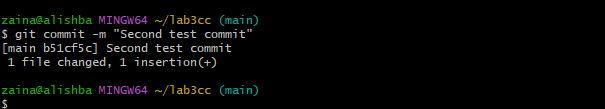 zaina@alishba MINGW64 ~/lab3cc (main)
$ git commit -m "Second test commit"
[main b51cf5c] Second test commit
 1 file changed, 1 insertion(+)

zaina@alishba MINGW64 ~/lab3cc (main)
$